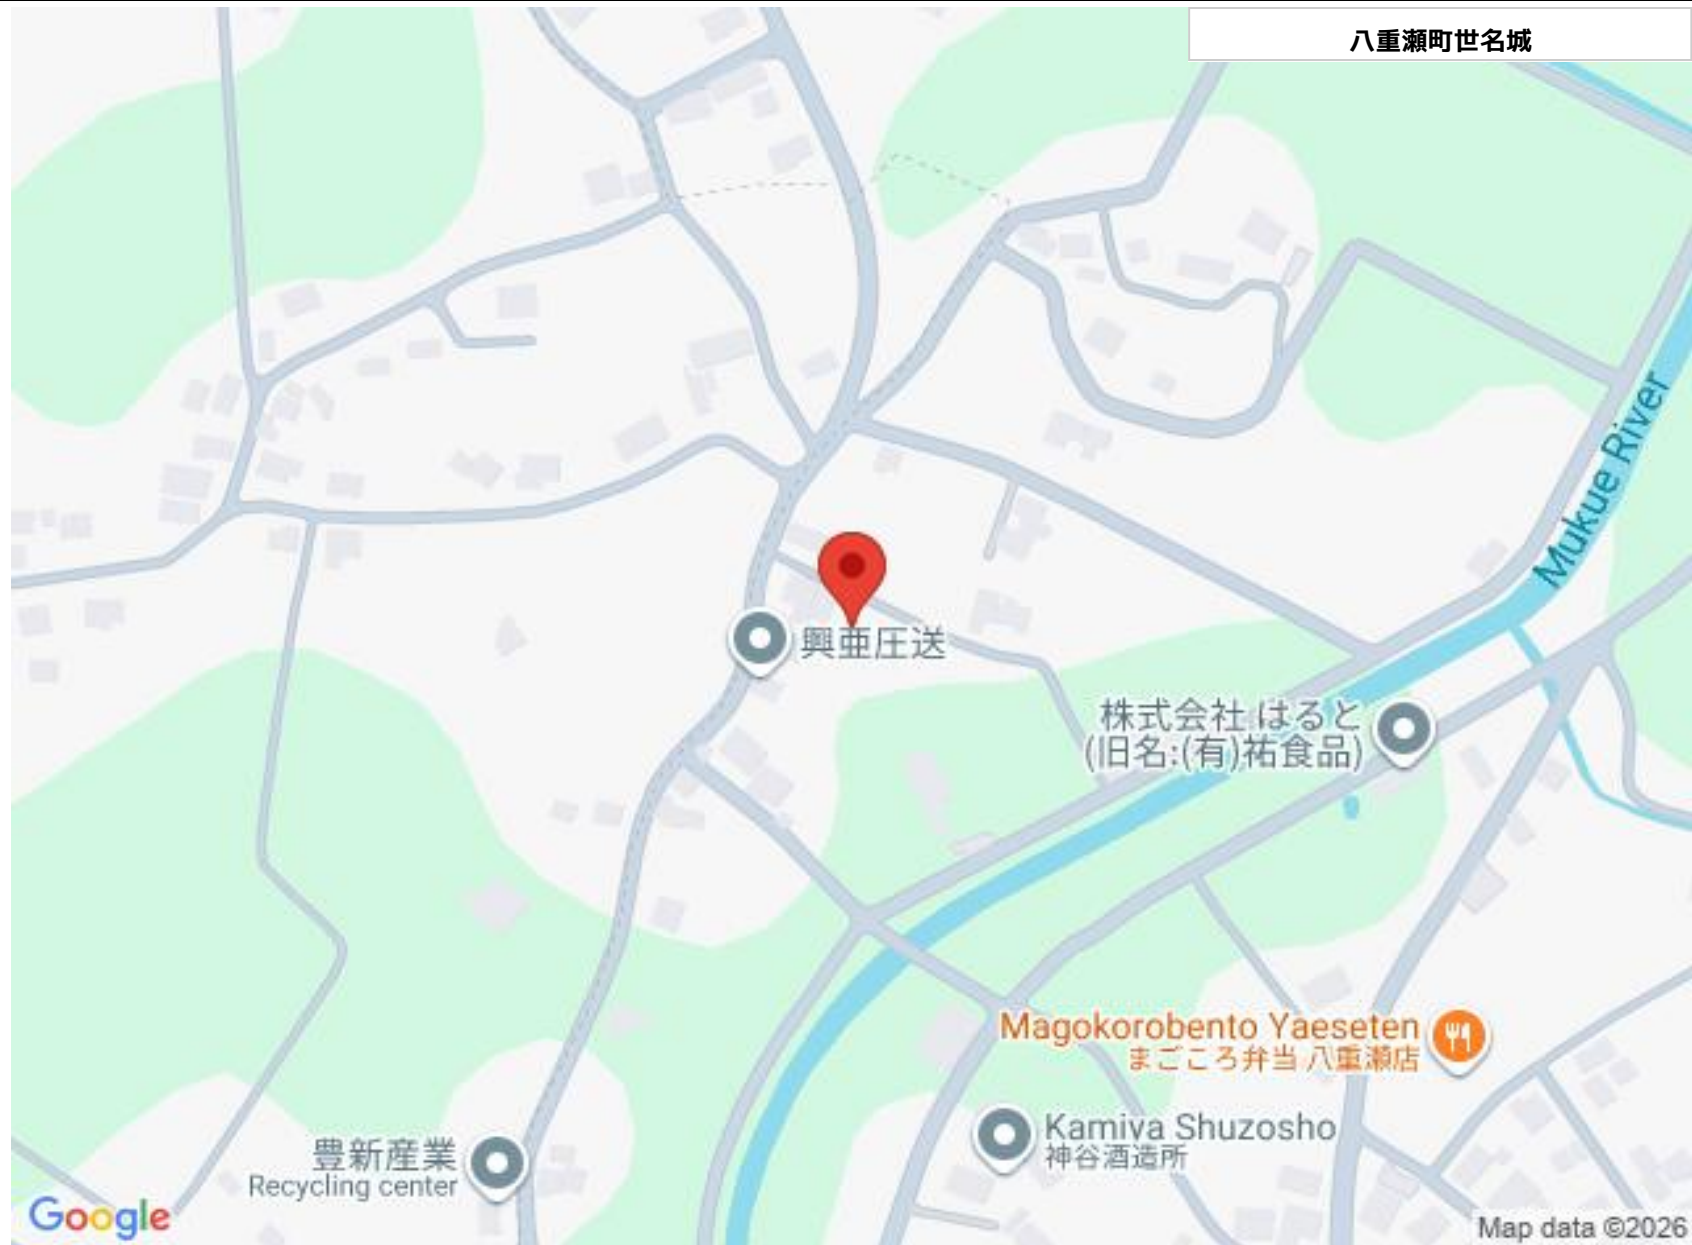 八重瀬町世名城
Mukue River
興亜圧送
株式会社 はると
(旧名:(有)祐食品)
Magokorobento Yaeseten
まごころ弁当 八重瀬店
Kamiya Shuzosho
神谷酒造所
豊新産業
Recycling center
Google
Map data ©2026